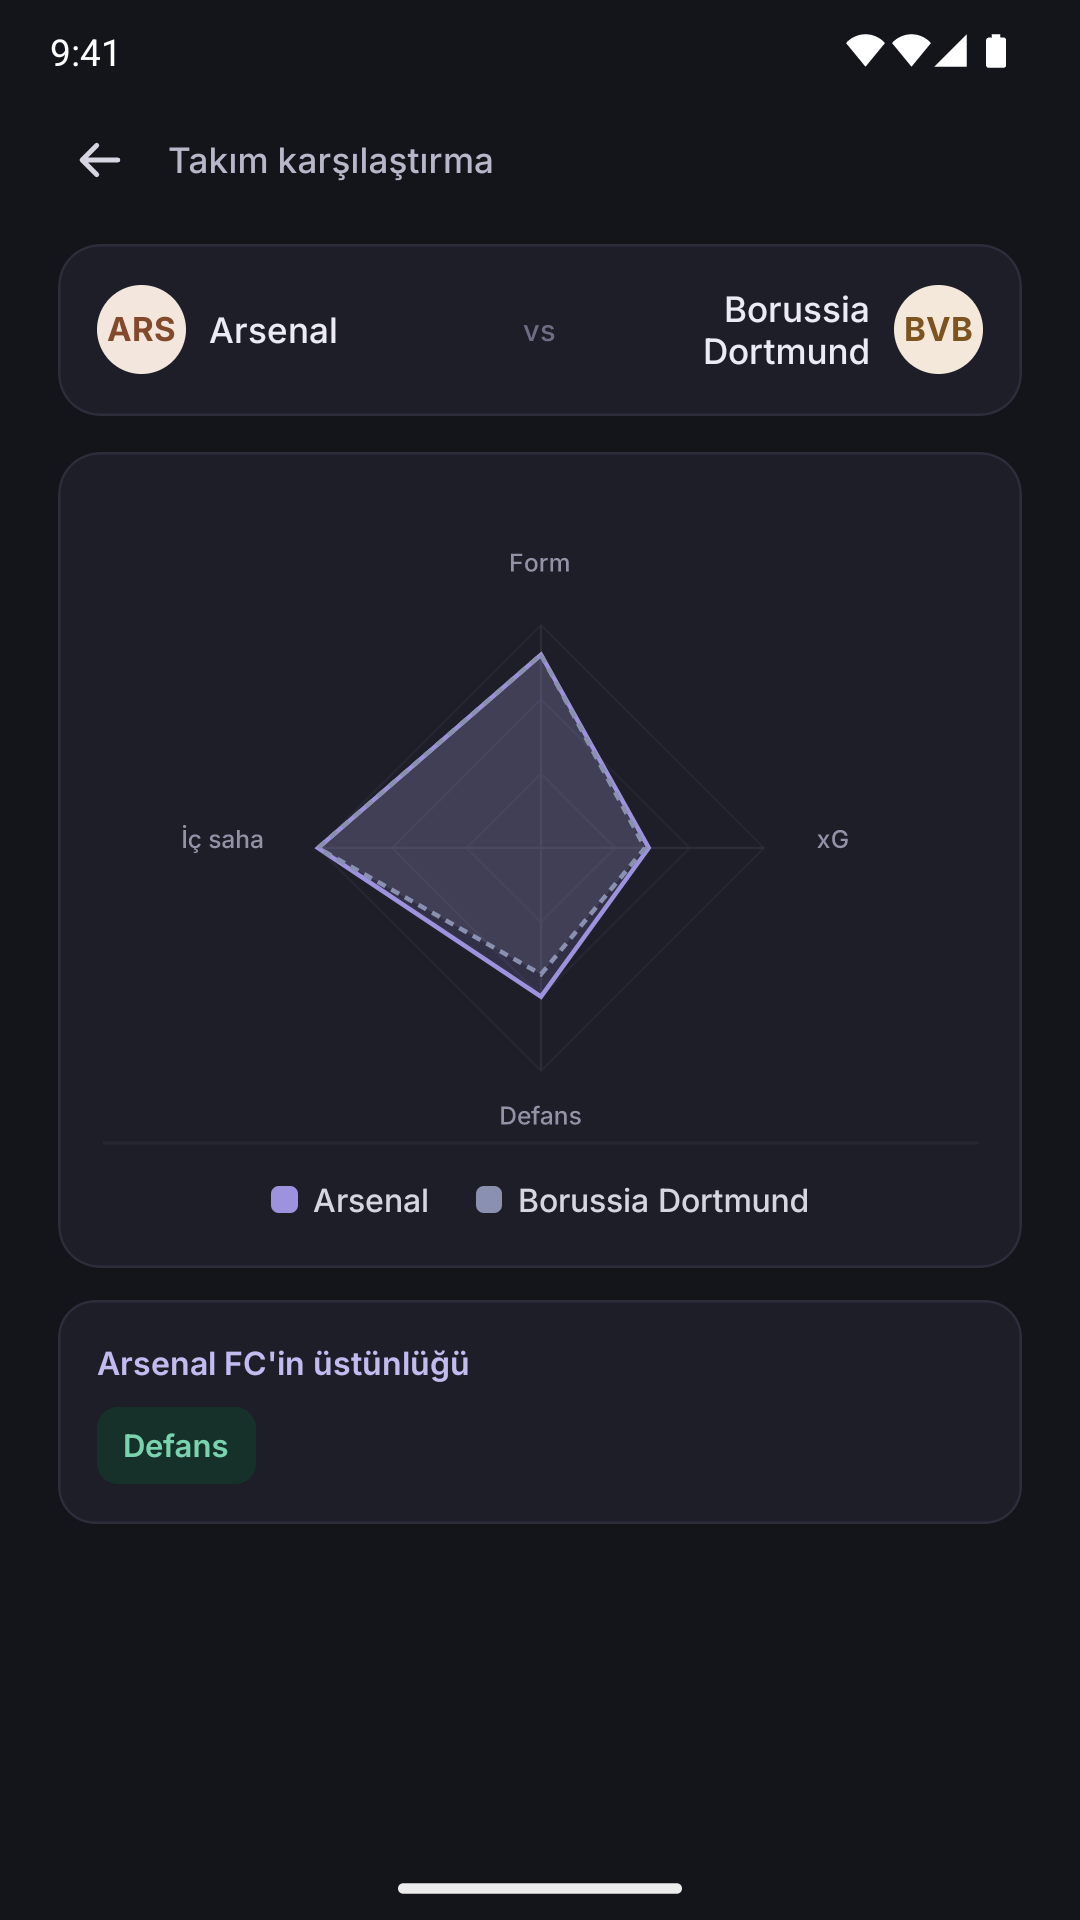 9:41
Takım karşılaştırma
ARS
Arsenal
vs
Borussia
Dortmund
BVB
Form
İç saha
xG
Defans
Arsenal
Borussia Dortmund
Arsenal FC'in üstünlüğü
Defans